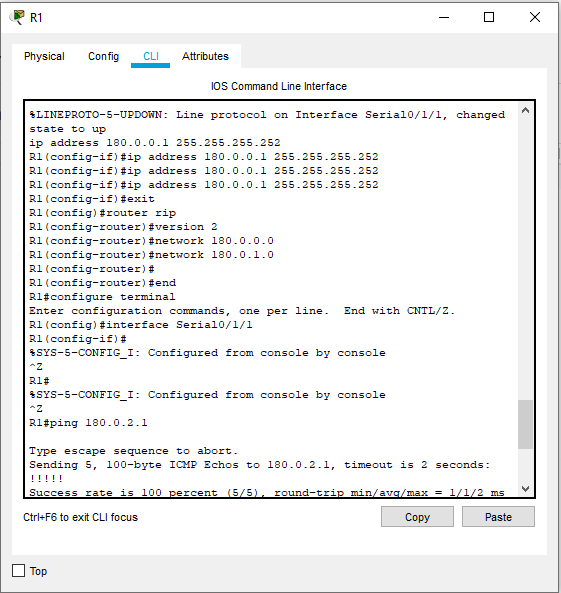 R1
Physical Config CLI Attributes
IOS Command Line Interface
%LINEPROTO-5-UPDOWN: Line protocol on Interface Serial0/1/1, changed
state to up
ip address 180.0.0.1 255.255.255.252
R1(config-if)#ip address 180.0.0.1 255.255.255.252
R1(config-if)#ip address 180.0.0.1 255.255.255.252
R1(config-if)#ip address 180.0.0.1 255.255.255.252
R1(config-if)#exit
R1(config)#router rip
R1(config-router)#version 2
R1(config-router)#network 180.0.0.0
R1(config-router)#network 180.0.1.0
R1(config-router)#
R1(config-router)#end
R1#configure terminal
Enter configuration commands, one per line.  End with CNTL/Z.
R1(config)#interface Serial0/1/1
R1(config-if)#
%SYS-5-CONFIG_I: Configured from console by console
^Z
R1#
%SYS-5-CONFIG_I: Configured from console by console
^Z
R1#ping 180.0.2.1
Type escape sequence to abort.
Sending 5, 100-byte ICMP Echos to 180.0.2.1, timeout is 2 seconds:
!!!!!
Success rate is 100 percent (5/5), round-trip min/avg/max = 1/1/2 ms
Ctrl+F6 to exit CLI focus
Copy Paste
Top